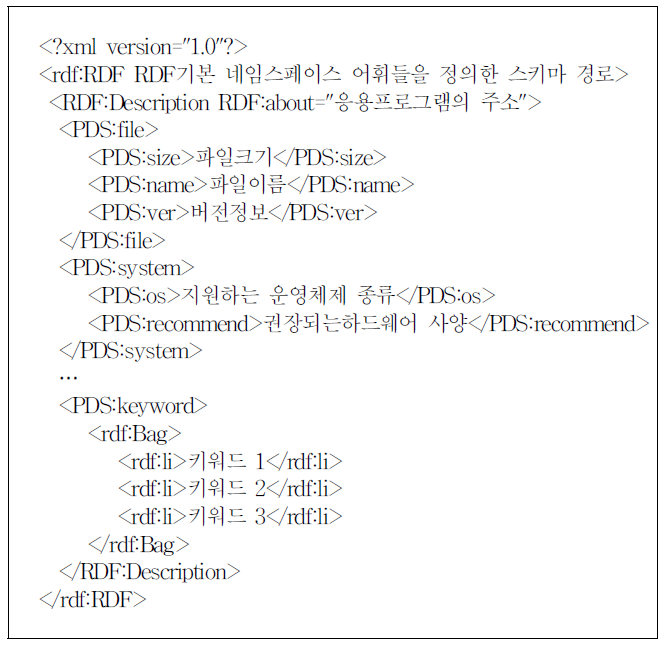 <?xml version="1.0"?>
<rdf:RDF RDF기본 네임스페이스 어휘들을 정의한 스키마 경로>
<RDF:Description RDF:about="응용프로그램의 주소">
<PDS:file>
<PDS:size>파일크기</PDS:size>
<PDS:name>파일이름</PDS:name>
<PDS:ver>버전정보</PDS:ver>
</PDS:file>
<PDS:system>
<PDS:os>지원하는 운영체제 종류</PDS:os>
<PDS:recommend>권장되는하드웨어 사양</PDS:recommend>
</PDS:system>
…
<PDS:keyword>
<rdf:Bag>
<rdf:li>키워드 1</rdf:li>
<rdf:li>키워드 2</rdf:li>
<rdf:li>키워드 3</rdf:li>
</rdf:Bag>
</RDF:Description>
</rdf:RDF>